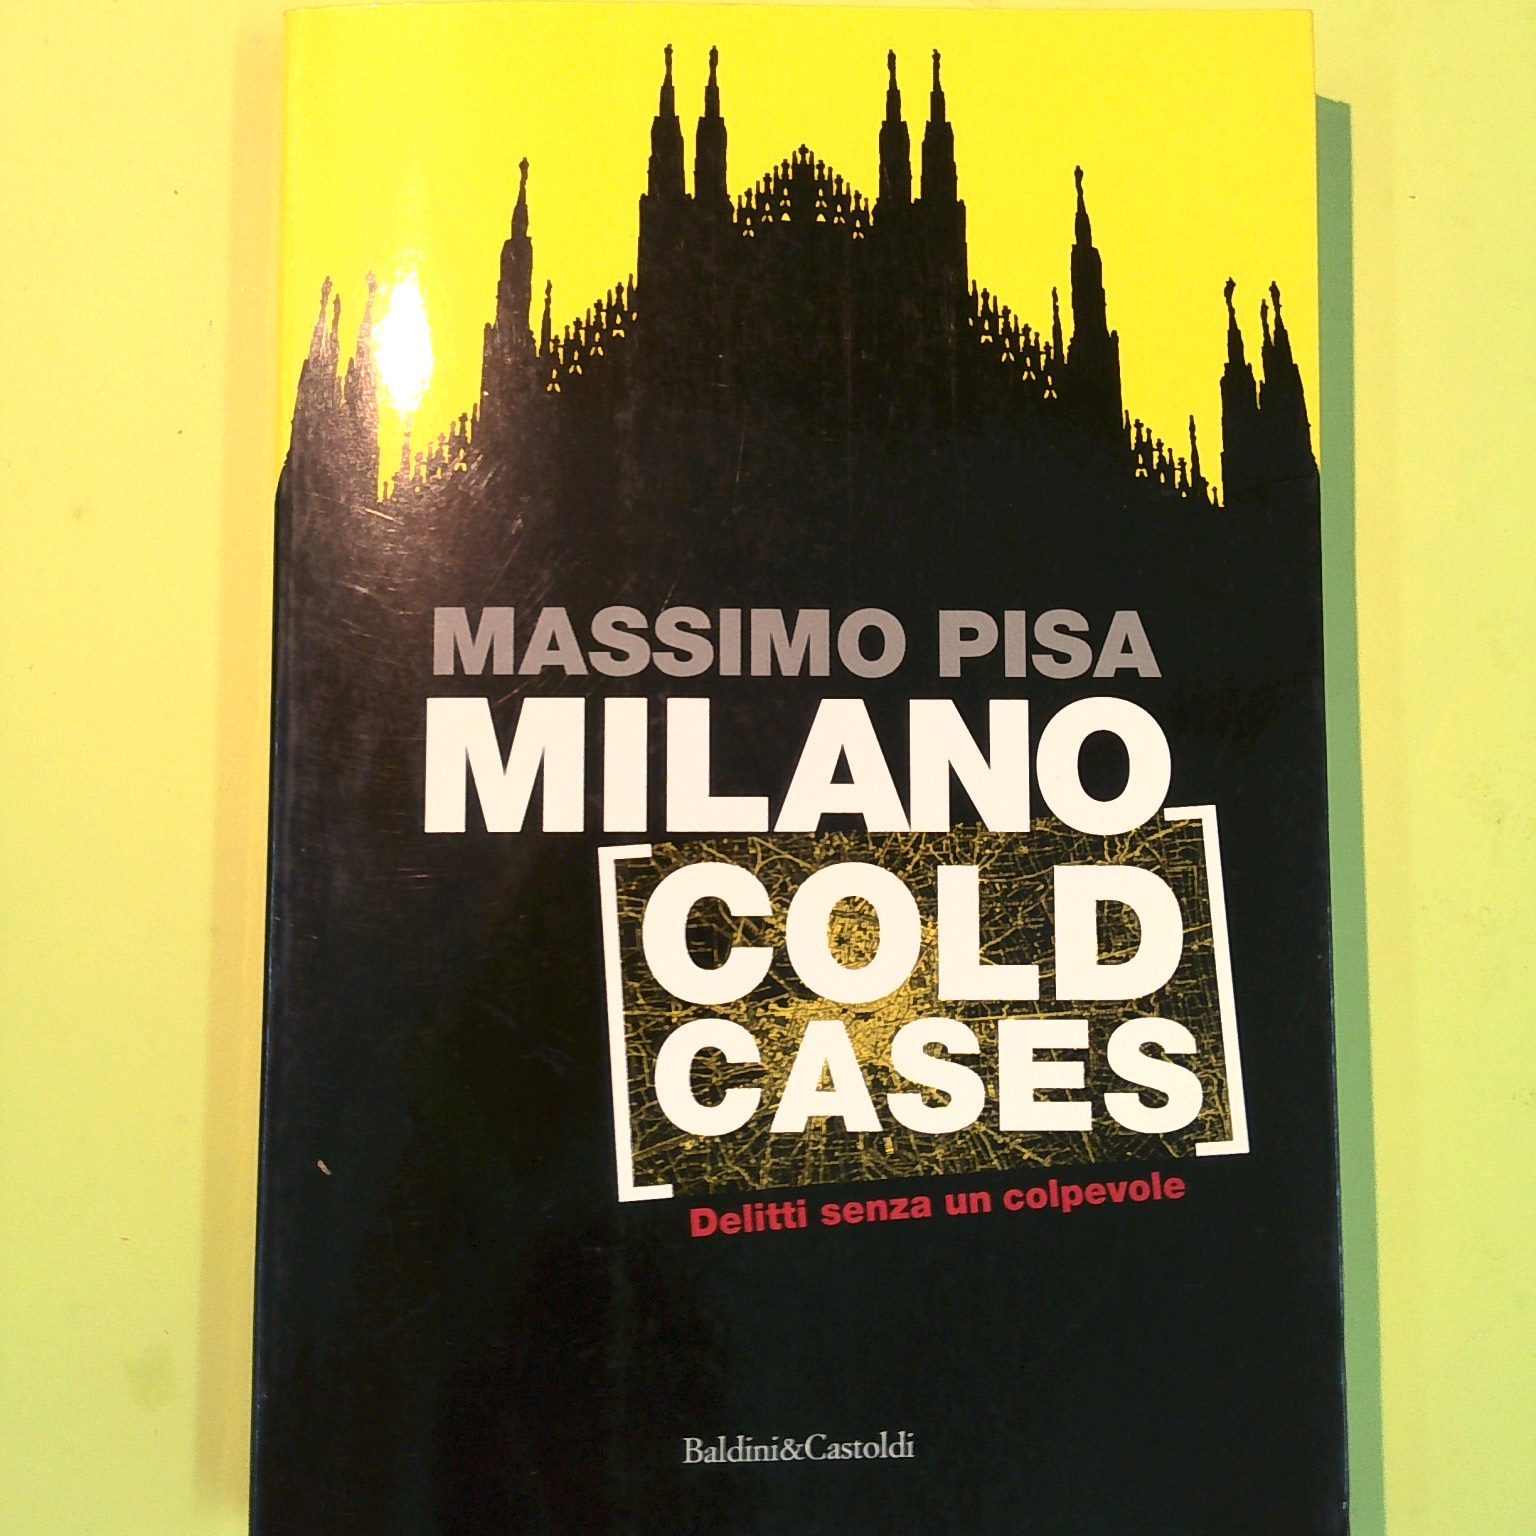 MASSIMO PISA
MILANO
[COLD
CASES]
Delitti senza un colpevole
Baldini&Castoldi